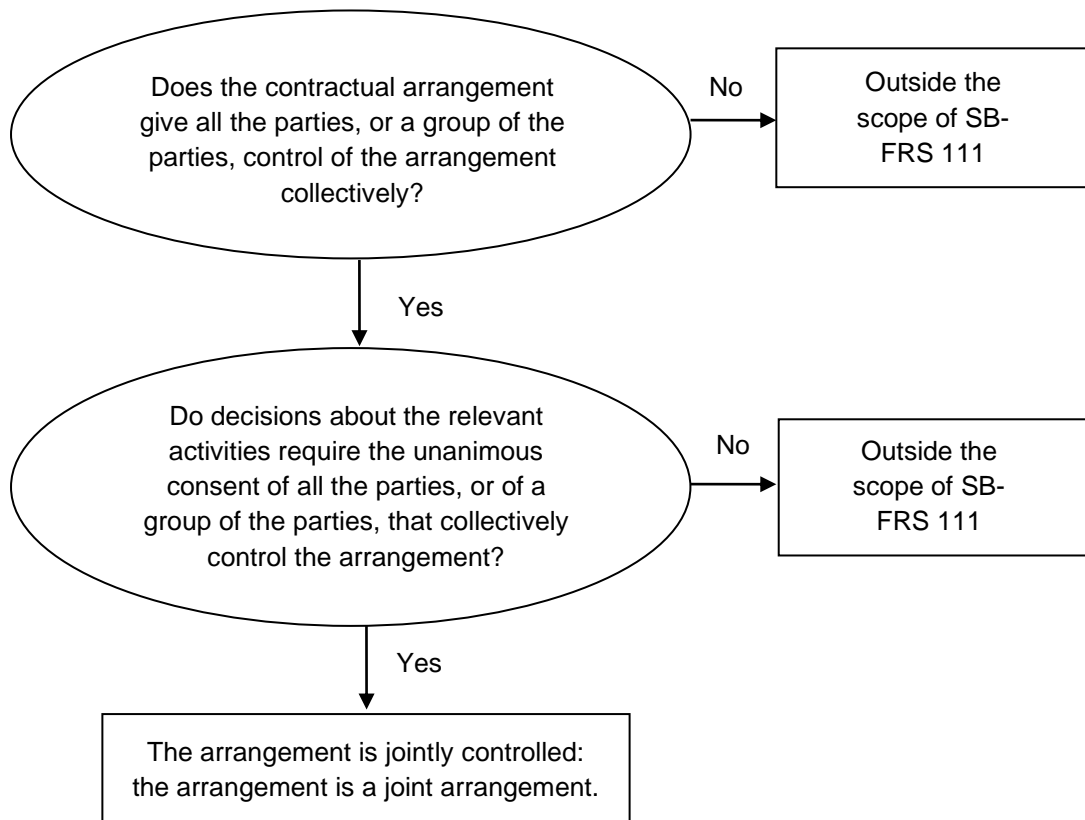 Does the contractual arrangement
give all the parties, or a group of the
parties, control of the arrangement
collectively?
No
Outside the
scope of SB-
FRS 111
Yes
Do decisions about the relevant
activities require the unanimous
consent of all the parties, or of a
group of the parties, that collectively
control the arrangement?
No
Outside the
scope of SB-
FRS 111
Yes
The arrangement is jointly controlled:
the arrangement is a joint arrangement.